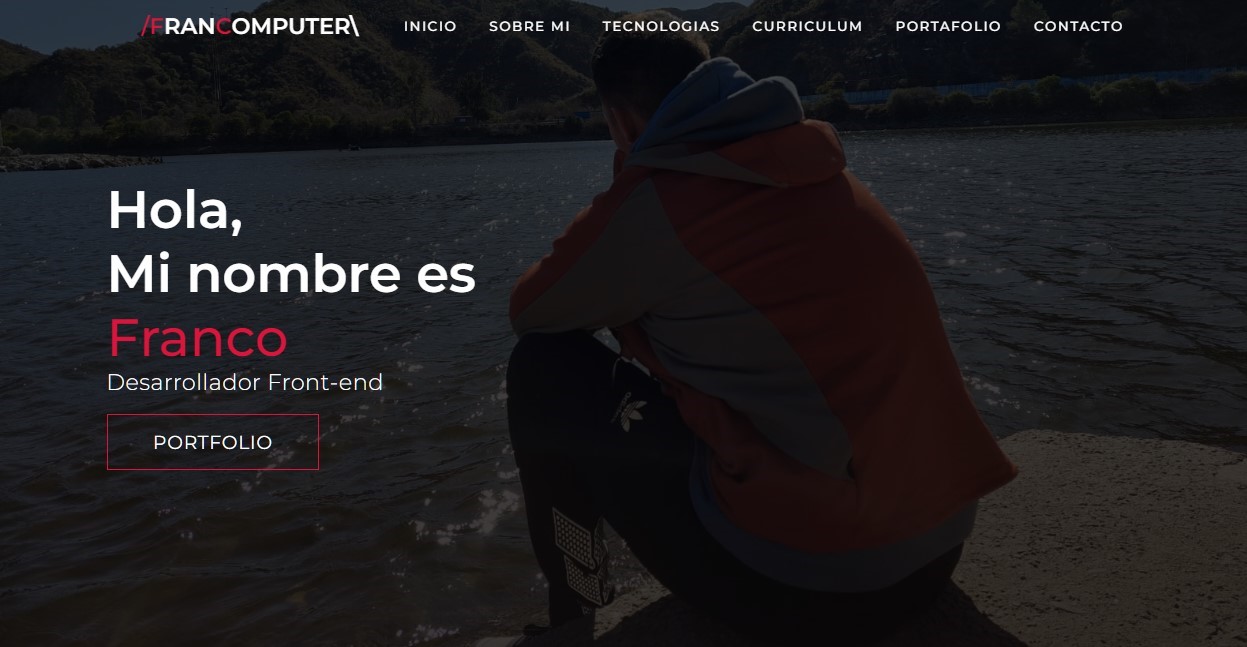 /FRANCOMPUTER\ INICIO SOBRE MI TECNOLOGIAS CURRICULUM PORTAFOLIO CONTACTO
Hola,
Mi nombre es
Franco
Desarrollador Front-end
PORTFOLIO